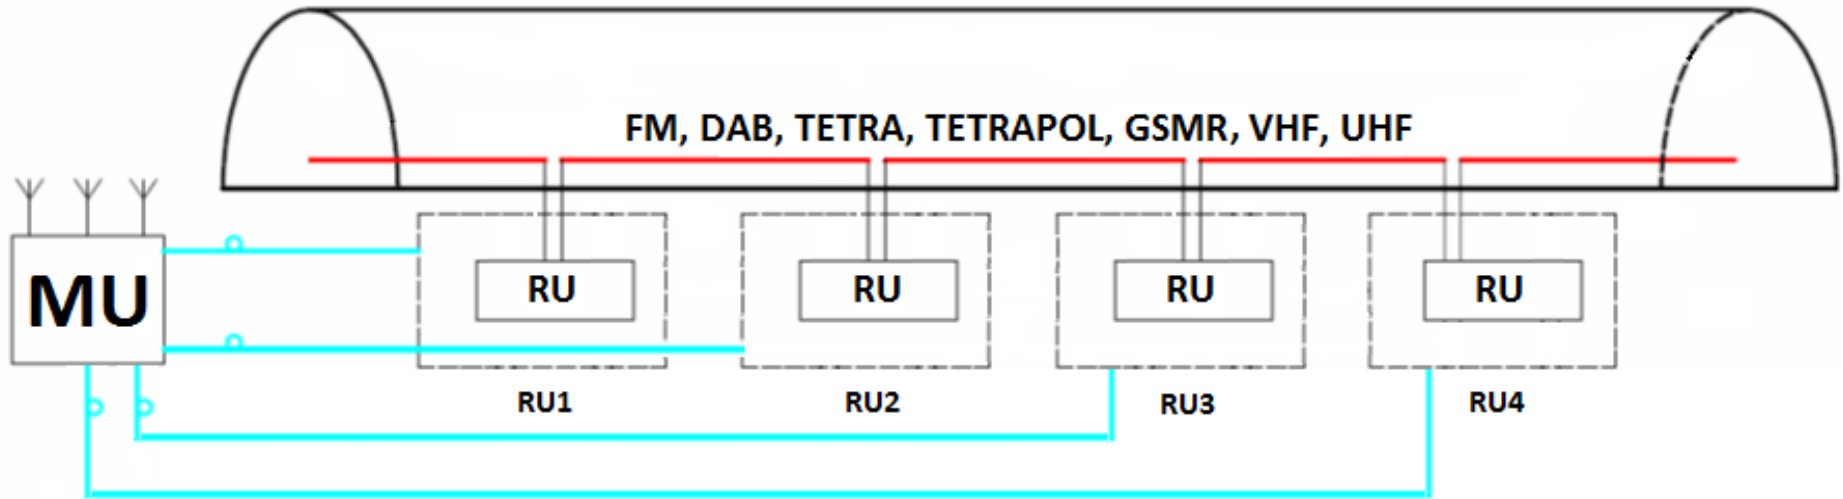 FM, DAB, TETRA, TETRAPOL, GSMR, VHF, UHF
MU
RU
RU
RU
RU
RU1
RU2
RU3
RU4